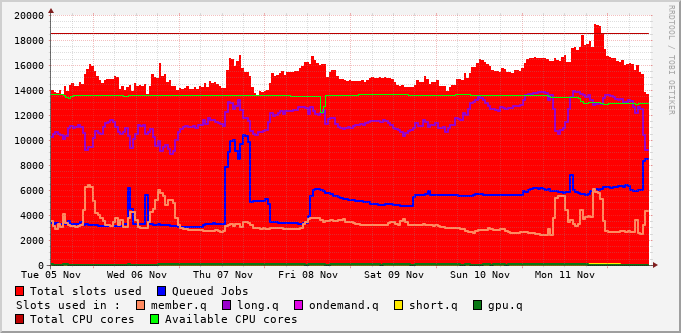 RRDTOOL / TOBI OETIKER
20000
18000
16000
14000
12000
10000
8000
6000
4000
2000
0
Tue 05 Nov Wed 06 Nov Thu 07 Nov Fri 08 Nov Sat 09 Nov Sun 10 Nov Mon 11 Nov
Total slots used Queued Jobs
Slots used in : member.q long.q ondemand.q short.q gpu.q
Total CPU cores Available CPU cores